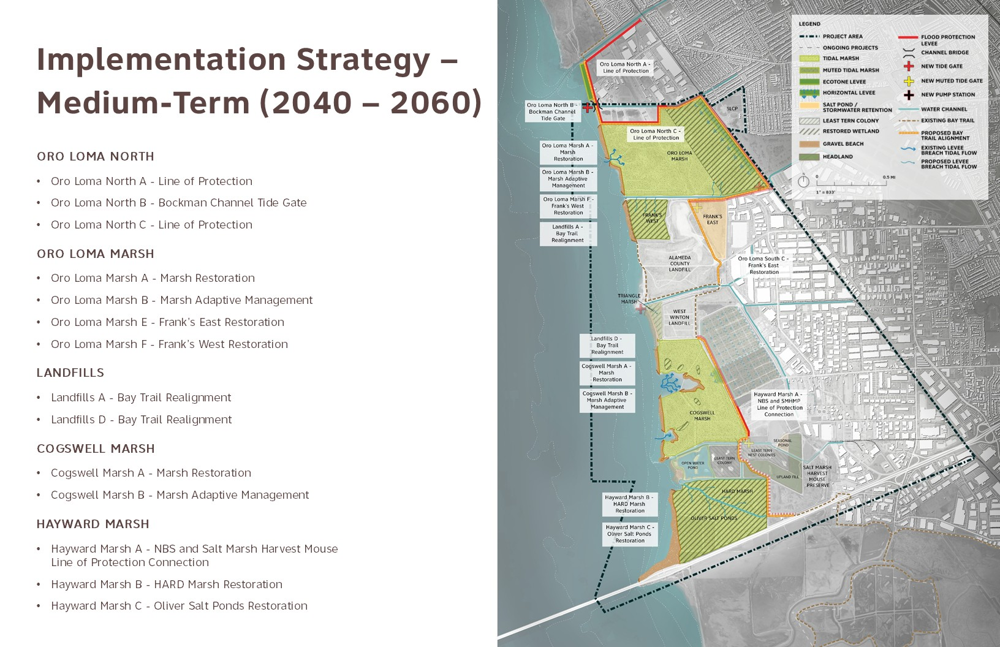 Implementation Strategy –
Medium-Term (2040 – 2060)
ORO LOMA NORTH
• Oro Loma North A - Line of Protection
• Oro Loma North B - Bockman Channel Tide Gate
• Oro Loma North C - Line of Protection
ORO LOMA MARSH
• Oro Loma Marsh A - Marsh Restoration
• Oro Loma Marsh B - Marsh Adaptive Management
• Oro Loma Marsh E - Frank's East Restoration
• Oro Loma Marsh F - Frank's West Restoration
LANDFILLS
• Landfills A - Bay Trail Realignment
• Landfills D - Bay Trail Realignment
COGSWELL MARSH
• Cogswell Marsh A - Marsh Restoration
• Cogswell Marsh B - Marsh Adaptive Management
HAYWARD MARSH
• Hayward Marsh A - NBS and Salt Marsh Harvest Mouse
Line of Protection Connection
• Hayward Marsh B - HARD Marsh Restoration
• Hayward Marsh C - Oliver Salt Ponds Restoration
LEGEND
PROJECT AREA
ONGOING PROJECTS
TIDAL MARSH
MUTED TIDAL MARSH
ECOTONE LEVEE
HORIZONTAL LEVEE
SALT POND /
STORMWATER RETENTION
LEAST TERN COLONY
RESTORED WETLAND
GRAVEL BEACH
HEADLAND
FLOOD PROTECTION
LEVEE
CHANNEL BRIDGE
NEW TIDE GATE
NEW MUTED TIDE GATE
NEW PUMP STATION
WATER CHANNEL
EXISTING BAY TRAIL
PROPOSED BAY
TRAIL ALIGNMENT
EXISTING LEVEE
BREACH TIDAL FLOW
PROPOSED LEVEE
BREACH TIDAL FLOW
N
0
0.5 MI
1" = 833'
Oro Loma North A -
Line of Protection
Oro Loma North B -
Bockman Channel
Tide Gate
SLCP
Oro Loma North C -
Line of Protection
Oro Loma Marsh A -
Marsh
Restoration
ORO LOMA
MARSH
Oro Loma Marsh B -
Marsh Adaptive
Management
Oro Loma Marsh F -
Frank's West
Restoration
FRANK'S
WEST
FRANK'S
EAST
Landfills A -
Bay Trail
Realignment
ALAMEDA
COUNTY
LANDFILL
Oro Loma South C -
Frank's East
Restoration
TRIANGLE
MARSH
WEST
WINTON
LANDFILL
Landfills D -
Bay Trail
Realignment
Cogswell Marsh A -
Marsh
Restoration
Cogswell Marsh B -
Marsh Adaptive
Management
Hayward Marsh A -
NBS and SMHMP
Line of Protection
Connection
COGSWELL
MARSH
SEASONAL
POND
LEAST TERN
NEST COLONIES
OPEN WATER
POND
LEAST TERN
COLONY
UPLAND FILL
SALT MARSH
HARVEST
MOUSE
PRESERVE
HARD MARSH
Hayward Marsh B -
HARD Marsh
Restoration
OLIVER SALT PONDS
Hayward Marsh C -
Oliver Salt Ponds
Restoration